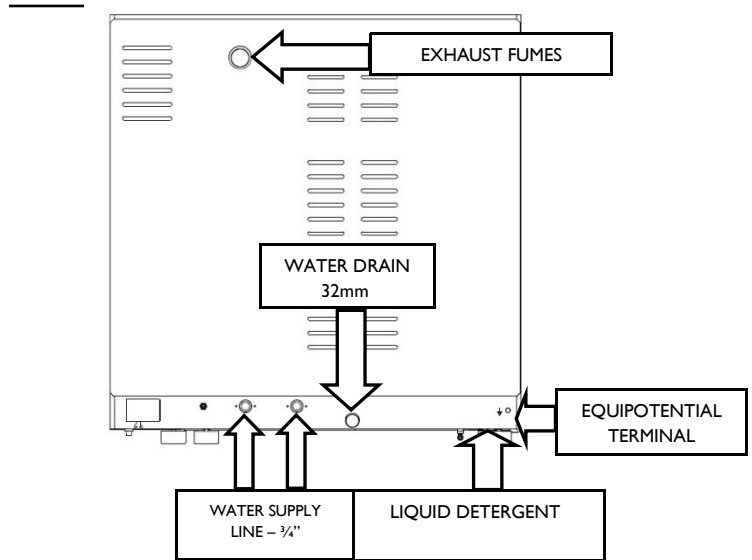 EXHAUST FUMES
WATER DRAIN
32mm
EQUIPOTENTIAL
TERMINAL
WATER SUPPLY
LINE – ¾”
LIQUID DETERGENT